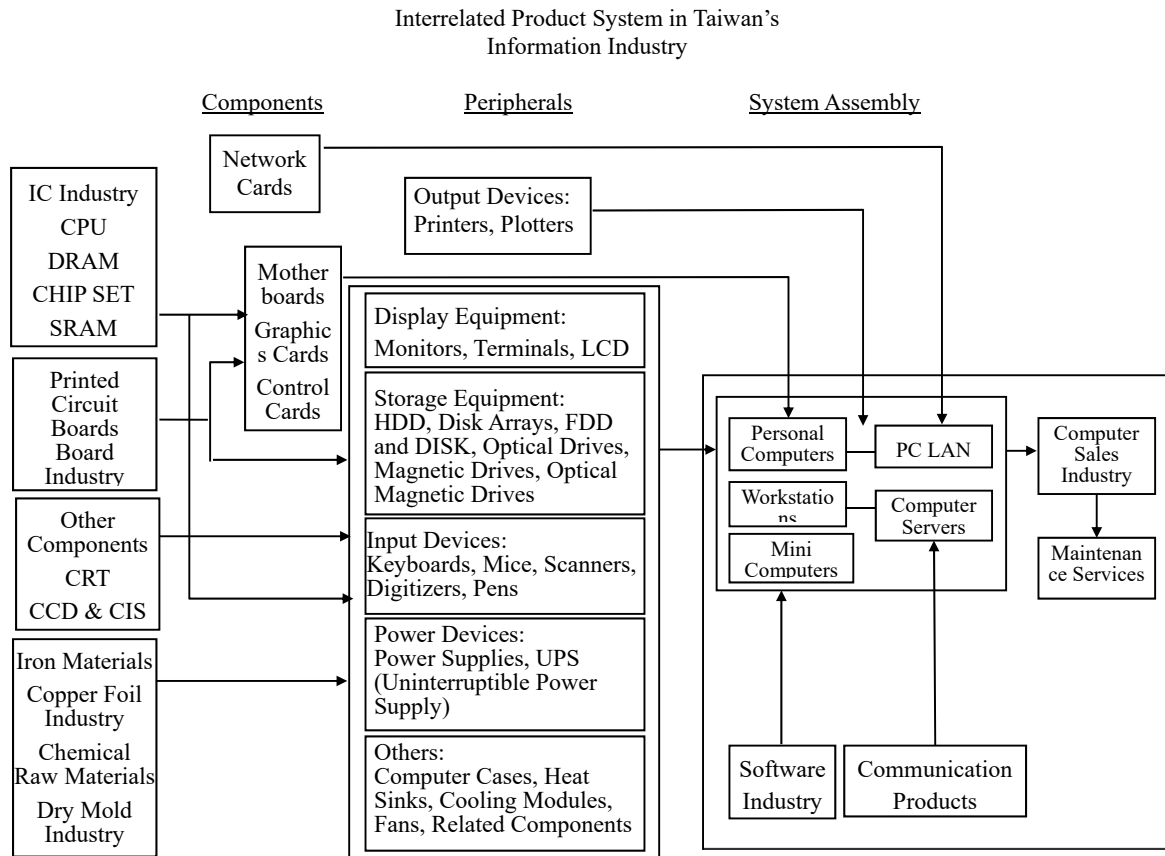 Interrelated Product System in Taiwan's
Information Industry
Components
Peripherals
System Assembly
Network
Cards
IC Industry
CPU
DRAM
CHIP SET
SRAM
Output Devices:
Printers, Plotters
Mother
boards
Graphic
s Cards
Control
Cards
Display Equipment:
Monitors, Terminals, LCD
Printed
Circuit
Boards
Board
Industry
Storage Equipment:
HDD, Disk Arrays, FDD
and DISK, Optical Drives,
Magnetic Drives, Optical
Magnetic Drives
Personal
Computers
PC LAN
Computer
Sales
Industry
Workstatio
ns
Computer
Servers
Mini
Computers
Maintenan
ce Services
Other
Components
CRT
CCD & CIS
Input Devices:
Keyboards, Mice, Scanners,
Digitizers, Pens
Iron Materials
Copper Foil
Industry
Chemical
Raw Materials
Dry Mold
Industry
Power Devices:
Power Supplies, UPS
(Uninterruptible Power
Supply)
Others:
Computer Cases, Heat
Sinks, Cooling Modules,
Fans, Related Components
Software
Industry
Communication
Products